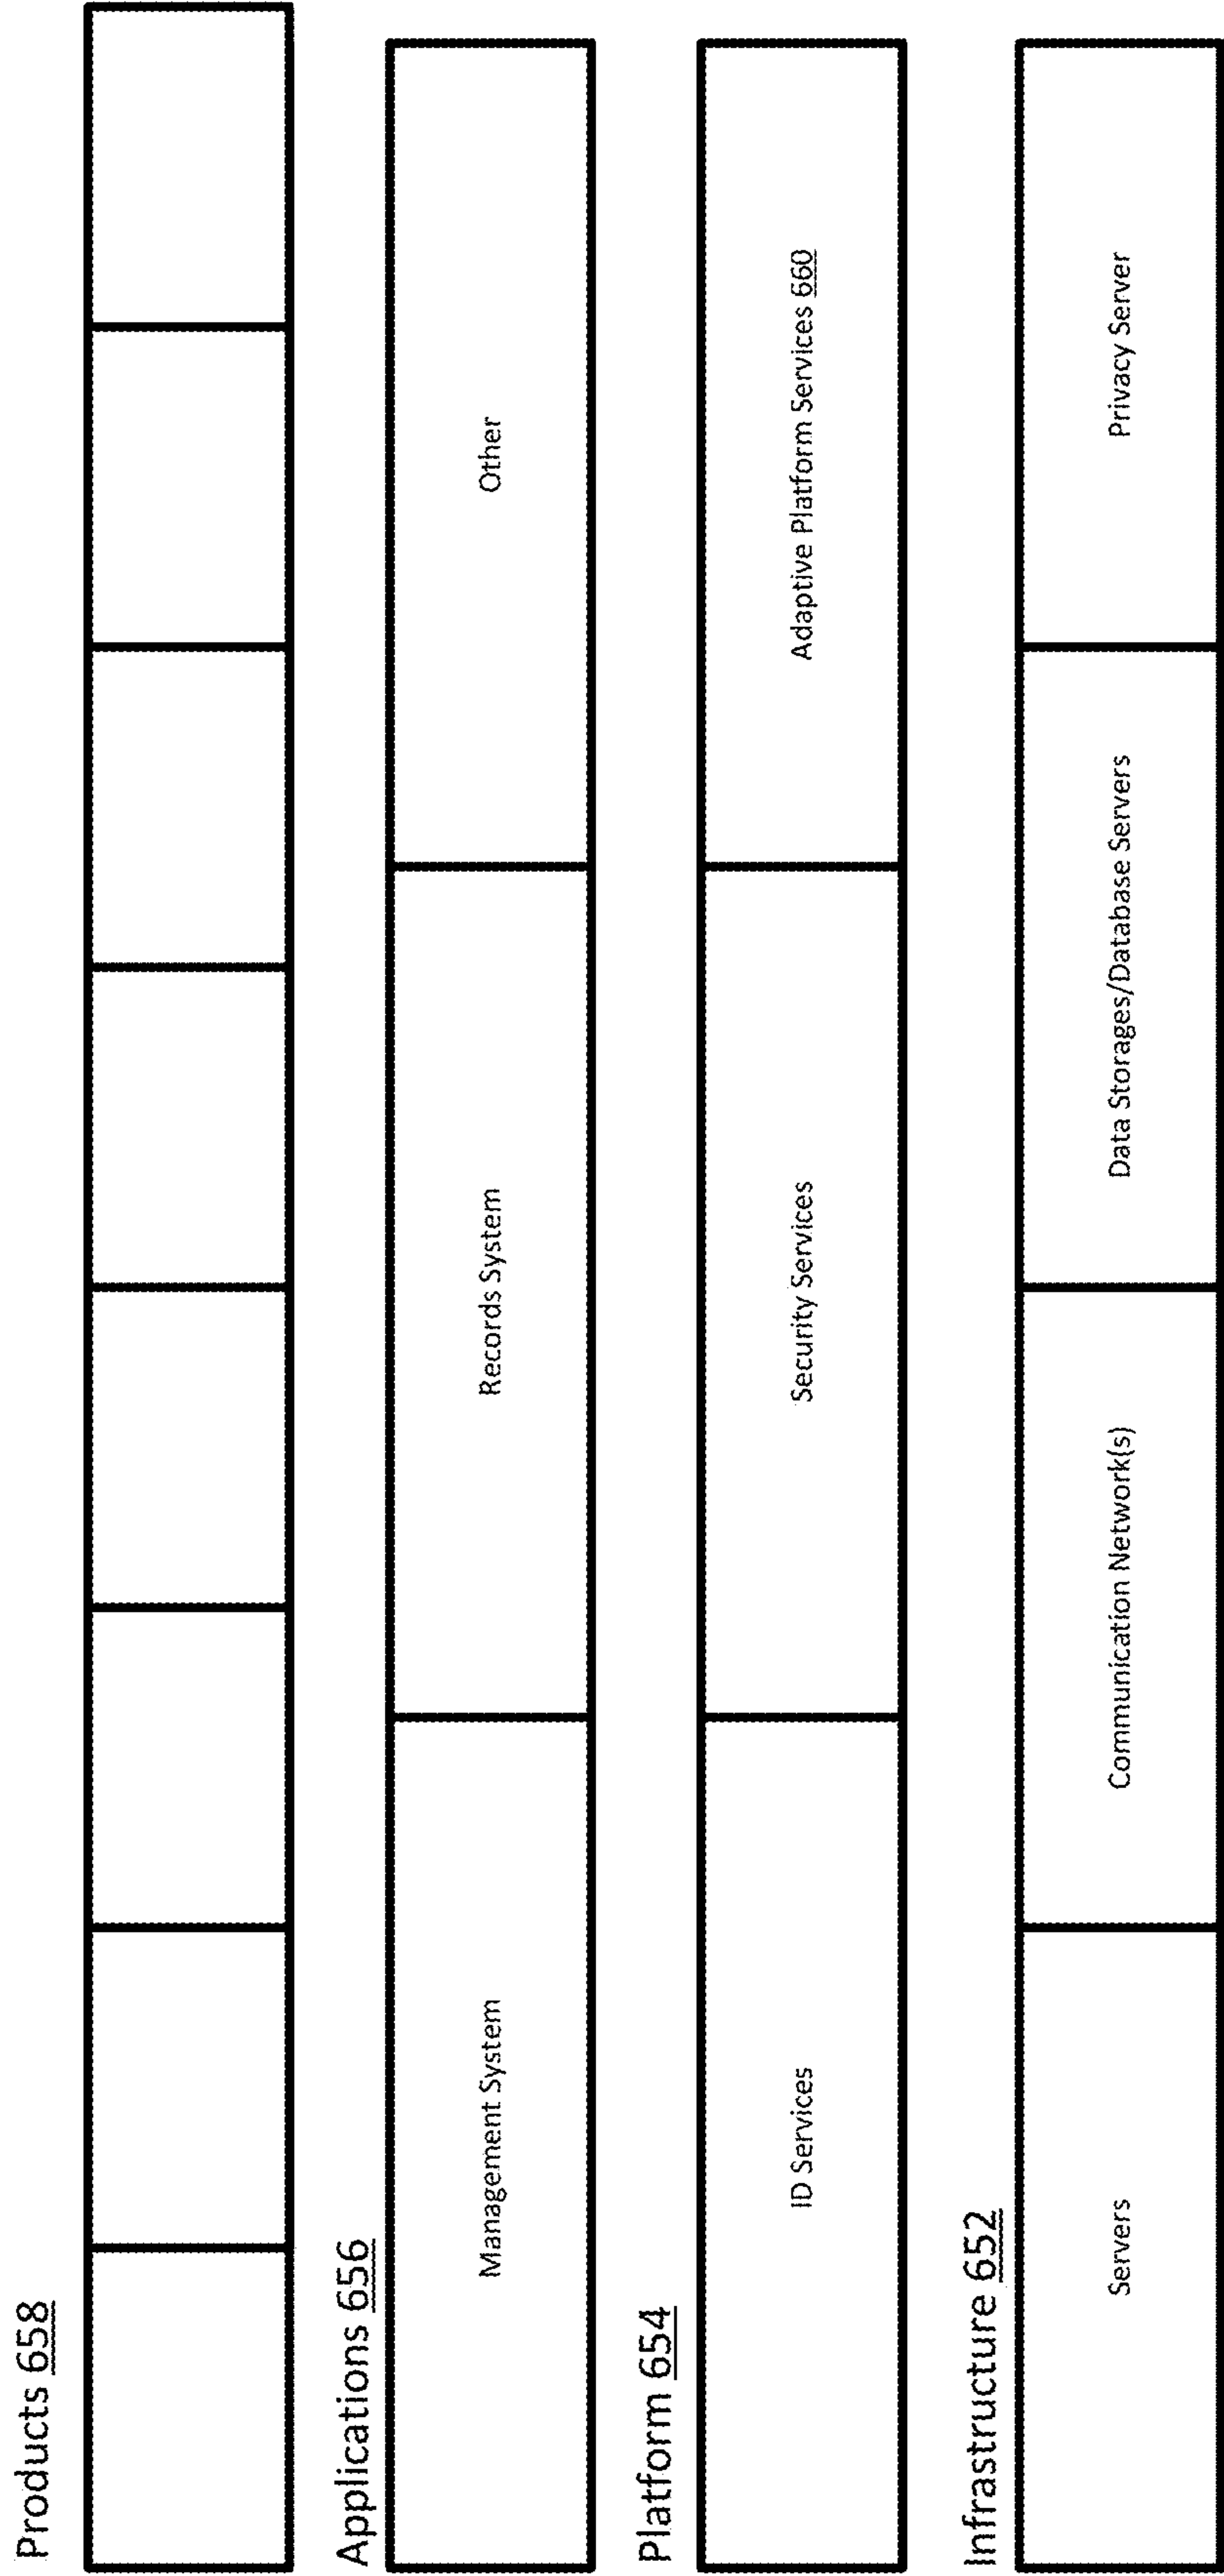 Products 658
Applications 656
Management System
Records System
Other
Platform 654
ID Services
Security Services
Adaptive Platform Services 660
Infrastructure 652
Servers
Communication Network(s)
Data Storages/Database Servers
Privacy Server